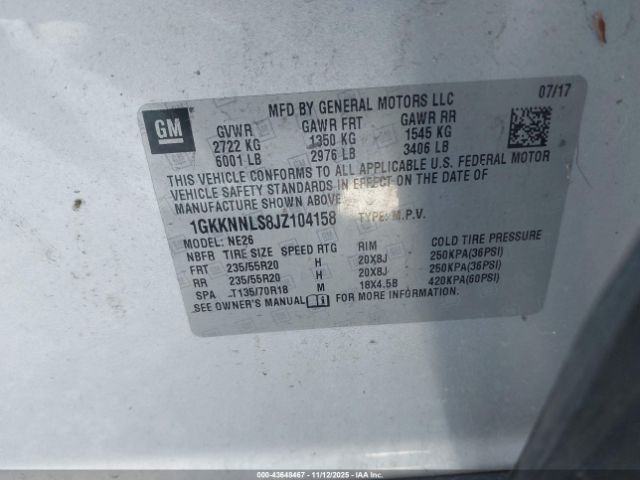 MFD BY GENERAL MOTORS LLC 07/17
GM
GVWR GAWR FRT GAWR RR
2722 KG 1350 KG 1545 KG
6001 LB 2976 LB 3406 LB
THIS VEHICLE CONFORMS TO ALL APPLICABLE U.S. FEDERAL MOTOR
VEHICLE SAFETY STANDARDS IN EFFECT ON THE DATE OF
MANUFACTURE SHOWN ABOVE.
1GKKNNLS8JZ104158 TYPE: M.P.V.
MODEL: NE26
NBFR TIRE SIZE SPEED RTG RIM COLD TIRE PRESSURE
FRT 235/55R20 H 20X8J 250KPA(36PSI)
RR 235/55R20 H 20X8J 250KPA(36PSI)
SPA T135/70R18 M 18X4.5B 420KPA(60PSI)
SEE OWNER'S MANUAL FOR MORE INFORMATION.
000-43648467 - 11/12/2025 - IAAI.COM